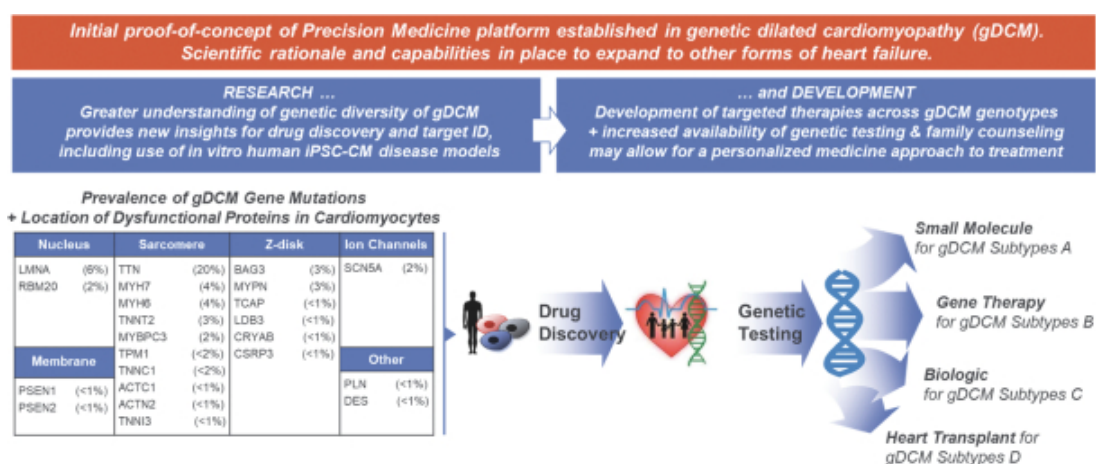 Initial proof-of-concept of Precision Medicine platform established in genetic dilated cardiomyopathy (gDCM).
Scientific rationale and capabilities in place to expand to other forms of heart failure.
RESEARCH ...
Greater understanding of genetic diversity of gDCM
provides new insights for drug discovery and target ID,
including use of in vitro human iPSC-CM disease models
... and DEVELOPMENT
Development of targeted therapies across gDCM genotypes
+ increased availability of genetic testing & family counseling
may allow for a personalized medicine approach to treatment
Prevalence of gDCM Gene Mutations
+ Location of Dysfunctional Proteins in Cardiomyocytes
Nucleus
LMNA (6%)
RBM20 (2%)
Membrane
PSEN1 (<1%)
PSEN2 (<1%)
Sarcomere
TTN (20%)
MYH7 (4%)
MYH6 (4%)
TNNT2 (3%)
MYBPC3 (2%)
TPM1 (<2%)
TNNC1 (<2%)
ACTC1 (<1%)
ACTN2 (<1%)
TNNI3 (<1%)
Z-disk
BAG3 (3%)
MYPN (3%)
TCAP (<1%)
LDB3 (<1%)
CRYAB (<1%)
CSRP3 (<1%)
Ion Channels
SCN5A (2%)
Other
PLN (<1%)
DES (<1%)
Drug
Discovery
Genetic
Testing
Small Molecule
for gDCM Subtypes A
Gene Therapy
for gDCM Subtypes B
Biologic
for gDCM Subtypes C
Heart Transplant for
gDCM Subtypes D